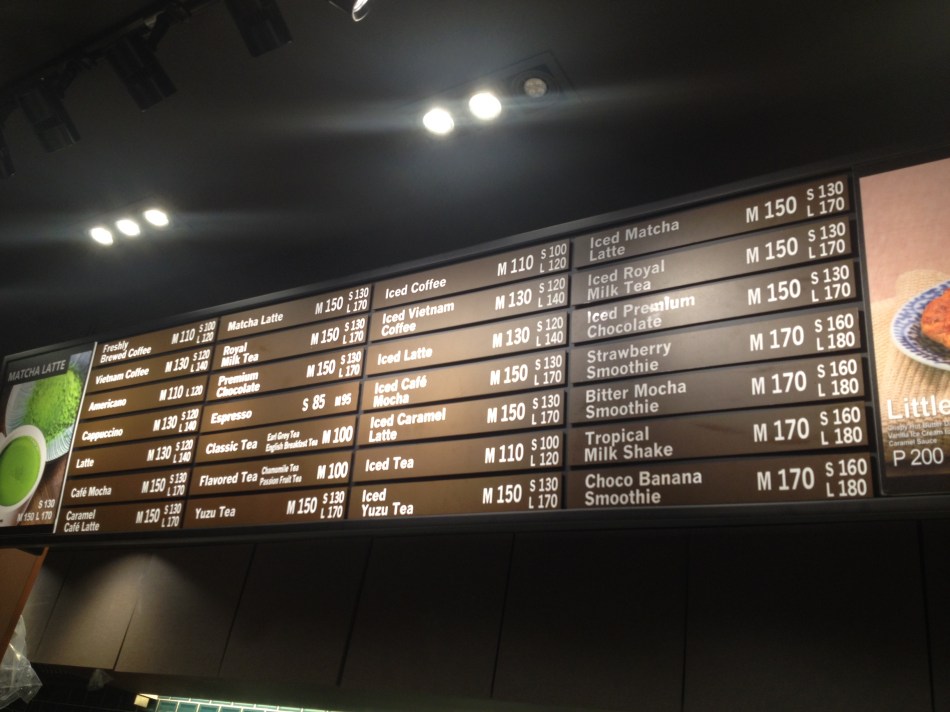 MATCHA LATTE
S 130
M 150 L 170
Freshly
Brewed Coffee M 110 S 100 L 120
Vietnam Coffee M 130 S 120 L 140
Americano M 110 L 120
Cappuccino M 130 S 120 L 140
Latte M 130 S 120 L 140
Café Mocha M 150 S 130 L 170
Caramel
Café Latte M 150 S 130 L 170
Matcha Latte M 150 S 130 L 170
Royal
Milk Tea M 150 S 130 L 170
Premium
Chocolate M 150 S 130 L 170
Espresso S 85 M 95
Classic Tea Earl Grey Tea English Breakfast Tea M 100
Flavored Tea Chamomile Tea Passion Fruit Tea M 100
Yuzu Tea M 150 S 130 L 170
Iced Coffee M 110 S 100 L 120
Iced Vietnam
Coffee M 130 S 120 L 140
Iced Latte M 130 S 120 L 140
Iced Café
Mocha M 150 S 130 L 170
Iced Caramel
Latte M 150 S 130 L 170
Iced Tea M 110 S 100 L 120
Iced
Yuzu Tea M 150 S 130 L 170
Iced Matcha
Latte M 150 S 130 L 170
Iced Royal
Milk Tea M 150 S 130 L 170
Iced Premium
Chocolate M 150 S 130 L 170
Strawberry
Smoothie M 170 S 160 L 180
Bitter Mocha
Smoothie M 170 S 160 L 180
Tropical
Milk Shake M 170 S 160 L 180
Choco Banana
Smoothie M 170 S 160 L 180
Little
Vanilla Ice Cream
Caramel Sauce
P 200